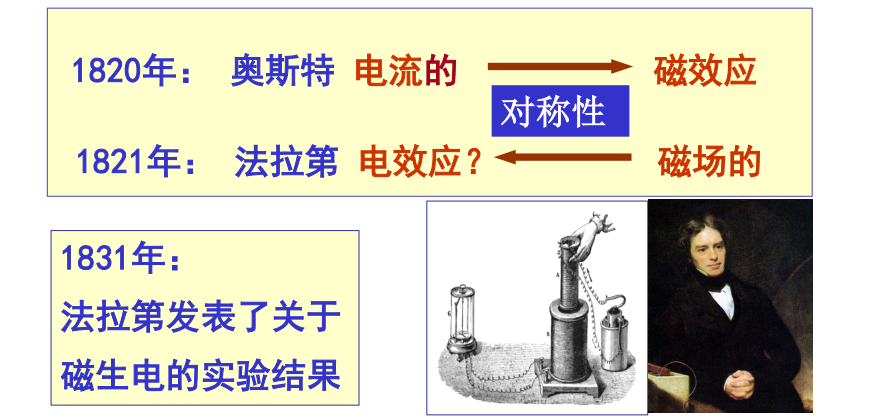 1820年： 奥斯特 电流的 磁效应
对称性
1821年： 法拉第 电效应？ 磁场的
1831年：
法拉第发表了关于
磁生电的实验结果